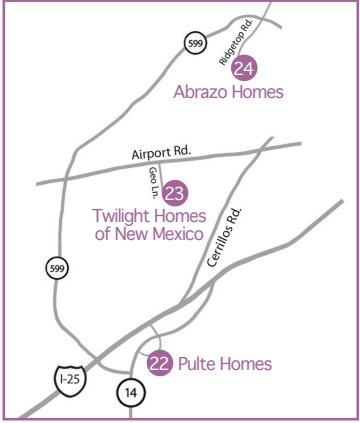 599
Ridgetop Rd.
24
Abrazo Homes
Airport Rd.
Geo Ln.
23
Twilight Homes
of New Mexico
Cerrillos Rd.
599
22 Pulte Homes
I-25
14